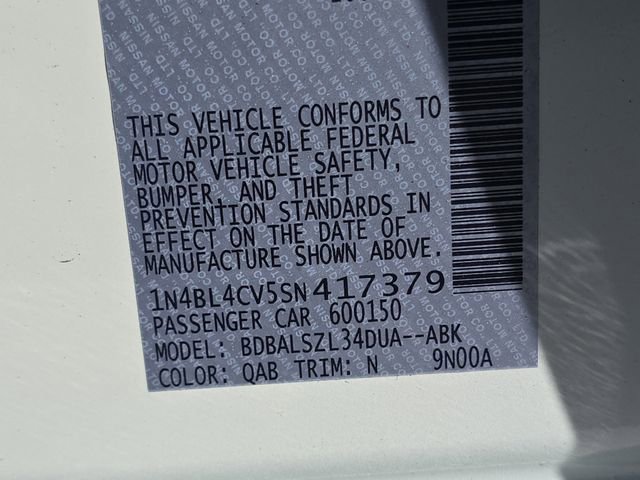 THIS VEHICLE CONFORMS TO
ALL APPLICABLE FEDERAL
MOTOR VEHICLE SAFETY,
BUMPER, AND THEFT
PREVENTION STANDARDS IN
EFFECT ON THE DATE OF
MANUFACTURE SHOWN ABOVE.
1N4BL4CV5SN417379
PASSENGER CAR 600150
MODEL: BDBALSZL34DUA--ABK
COLOR: QAB TRIM: N 9N00A